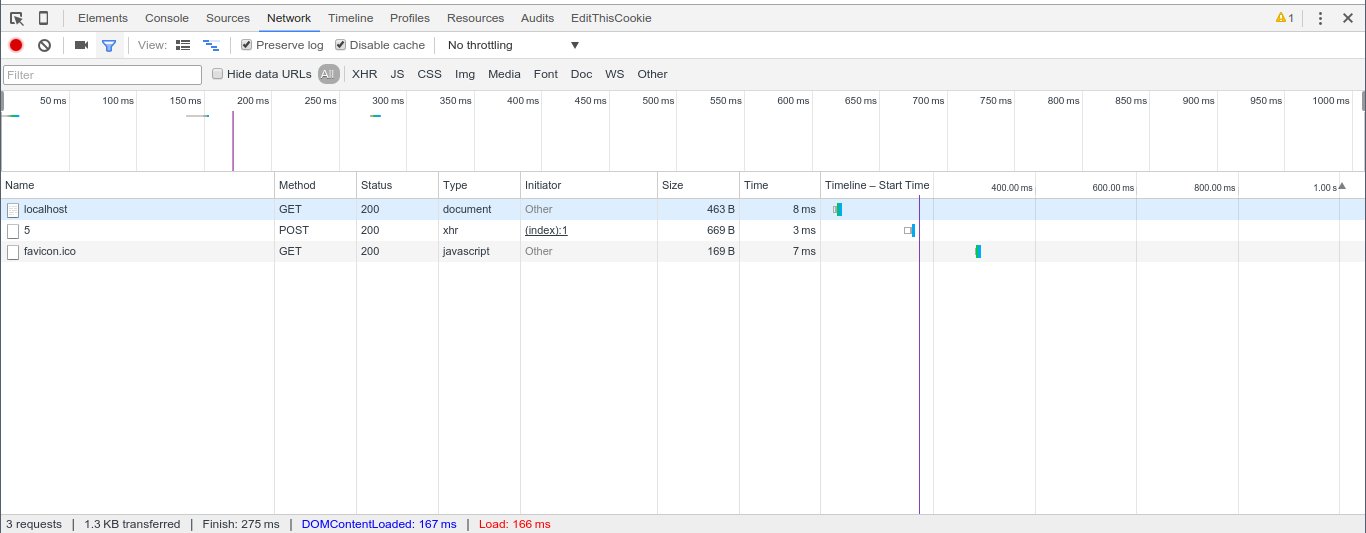 Elements Console Sources Network Timeline Profiles Resources Audits EditThisCookie 1
View: Preserve log Disable cache No throttling ▼
Filter Hide data URLs All XHR JS CSS Img Media Font Doc WS Other
50 ms 100 ms 150 ms 200 ms 250 ms 300 ms 350 ms 400 ms 450 ms 500 ms 550 ms 600 ms 650 ms 700 ms 750 ms 800 ms 850 ms 900 ms 950 ms 1000 ms
Name Method Status Type Initiator Size Time Timeline – Start Time 400.00 ms 600.00 ms 800.00 ms 1.00 s▲
localhost GET 200 document Other 463 B 8 ms
5 POST 200 xhr (index):1 669 B 3 ms
favicon.ico GET 200 javascript Other 169 B 7 ms
3 requests | 1.3 KB transferred | Finish: 275 ms | DOMContentLoaded: 167 ms | Load: 166 ms